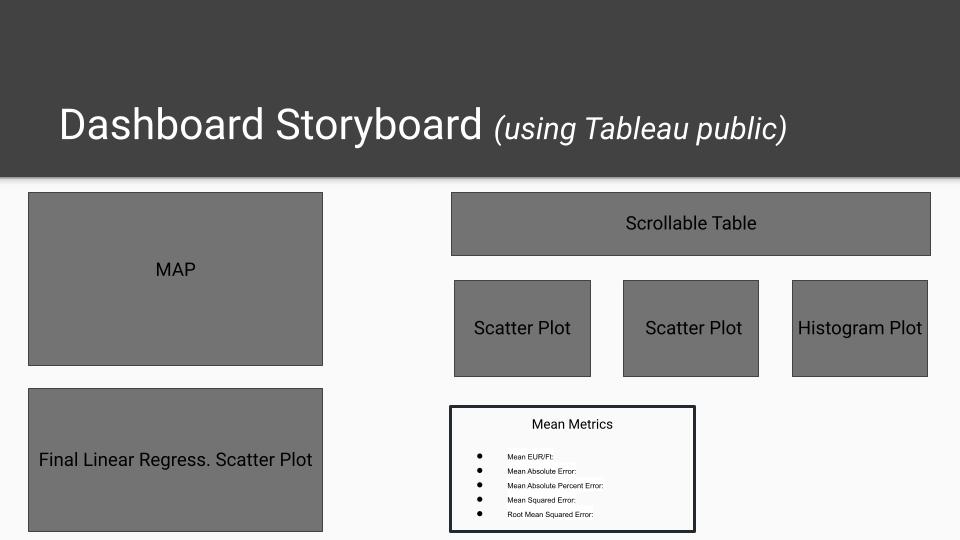 Dashboard Storyboard (using Tableau public)
MAP
Final Linear Regress. Scatter Plot
Scrollable Table
Scatter Plot
Scatter Plot
Histogram Plot
Mean Metrics
● Mean EUR/Ft:
● Mean Absolute Error:
● Mean Absolute Percent Error:
● Mean Squared Error:
● Root Mean Squared Error: